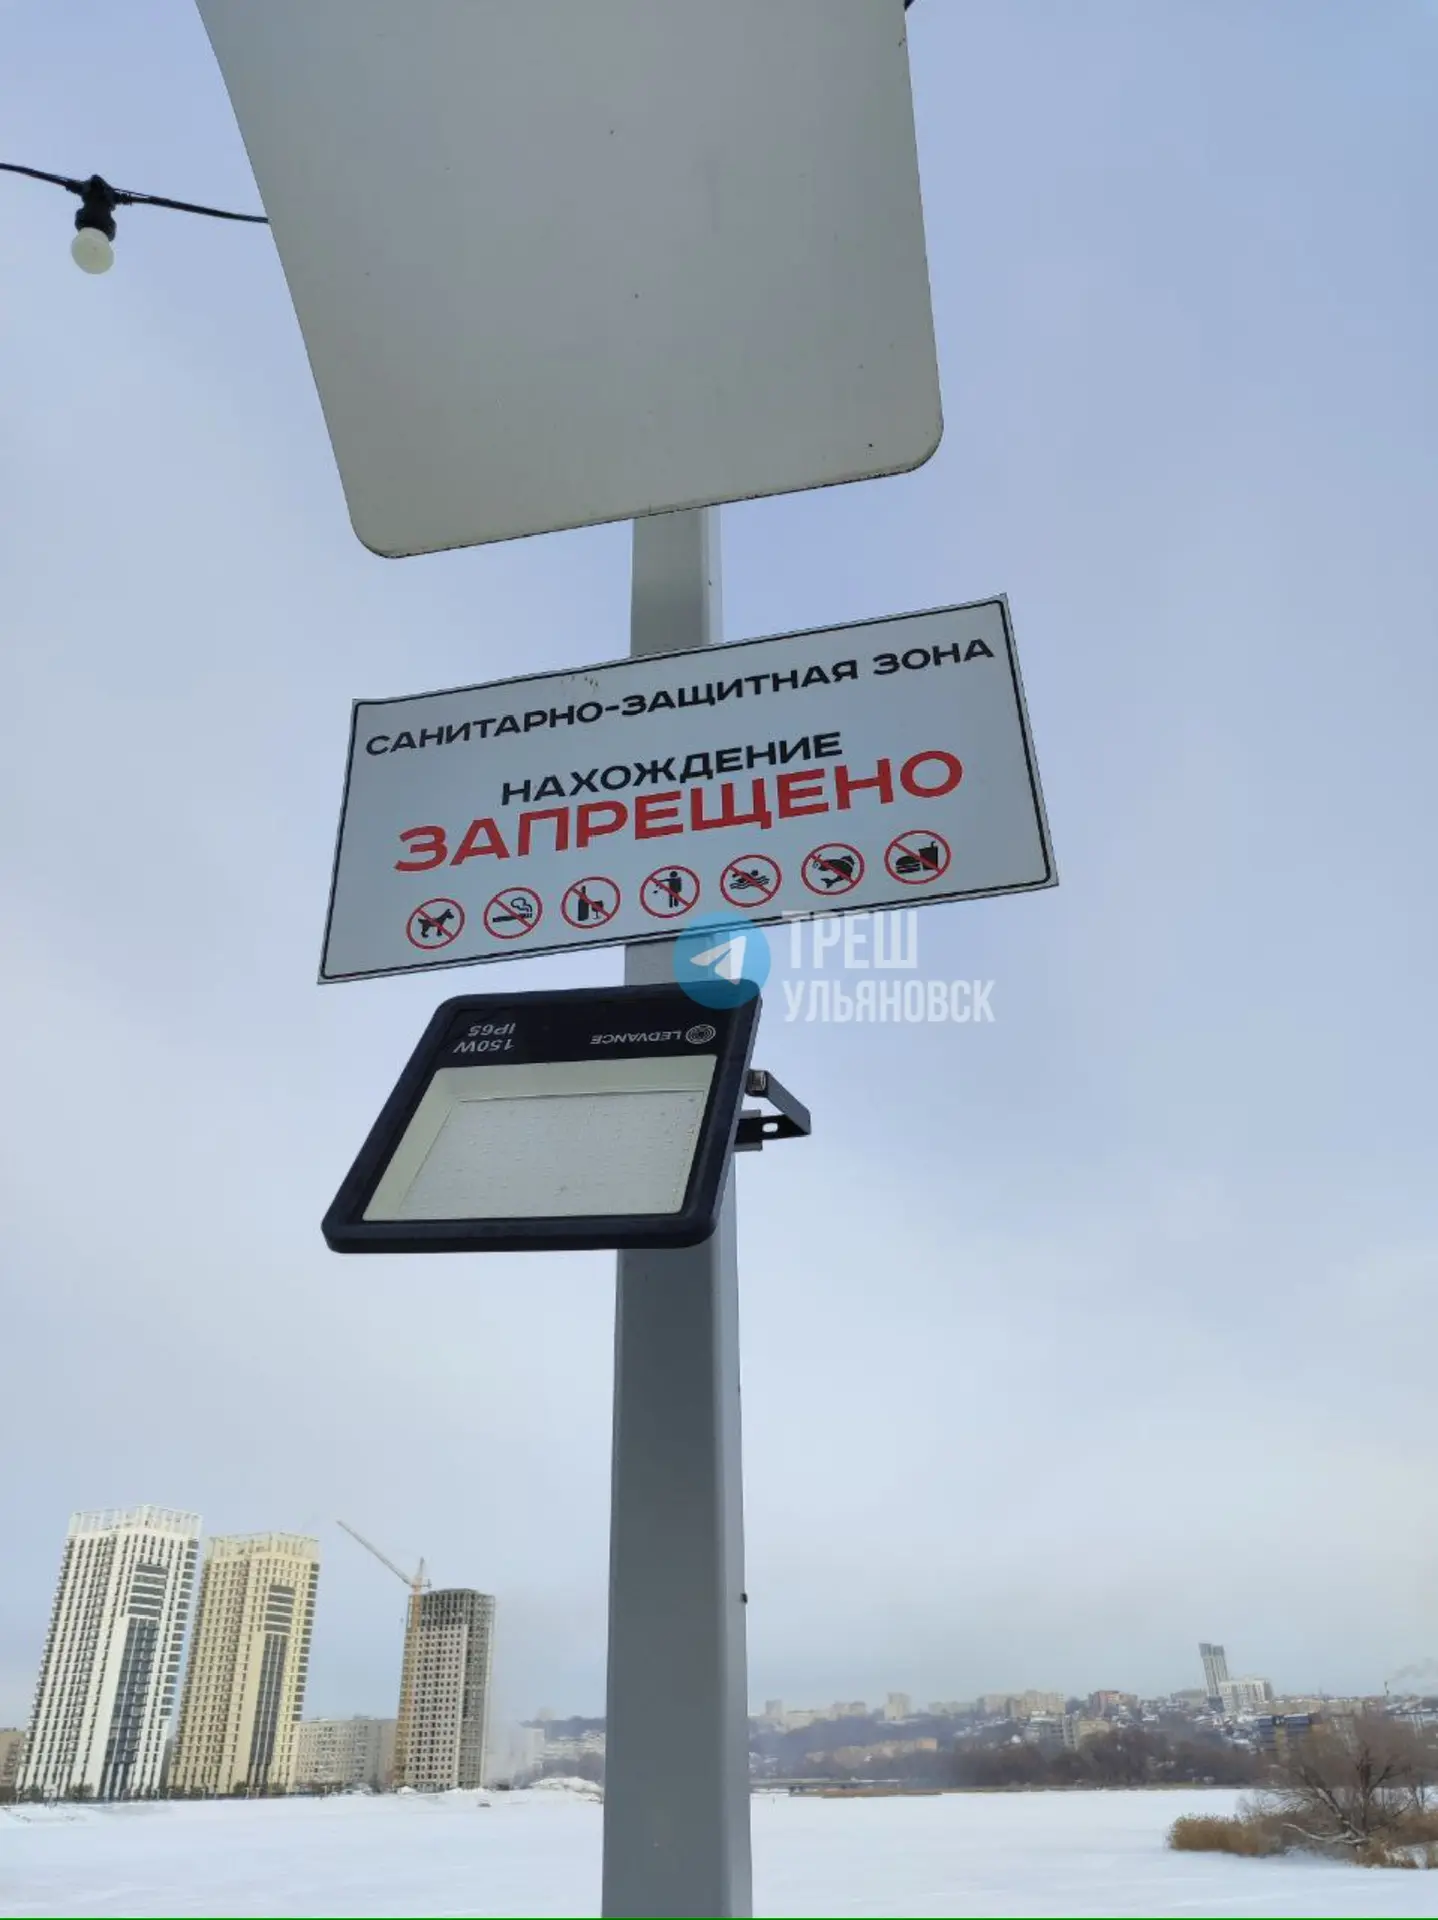 САНИТАРНО-ЗАЩИТНАЯ ЗОНА
НАХОЖДЕНИЕ
ЗАПРЕЩЕНО
ТРЕШ
УЛЬЯНОВСК
LEDVANCE
150W
IP65